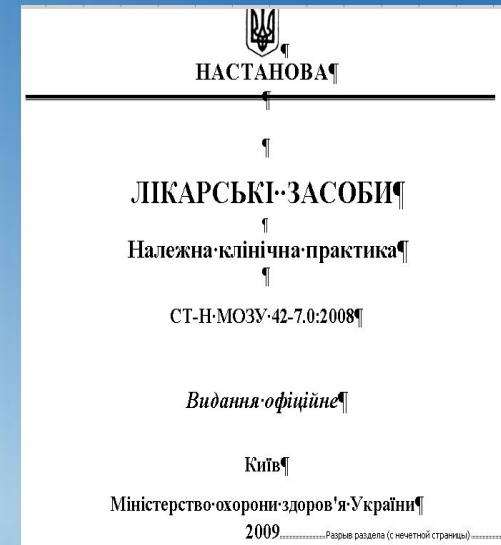 НАСТАНОВА¶
ЛІКАРСЬКІ··ЗАСОБИ¶
Належна·клінічна·практика¶
СТ-Н·МОЗУ·42-7.0:2008¶
Видання·офіційне¶
Київ¶
Міністерство·охорони·здоров'я·України¶
2009 Разрыв раздела (с нечетной страницы)